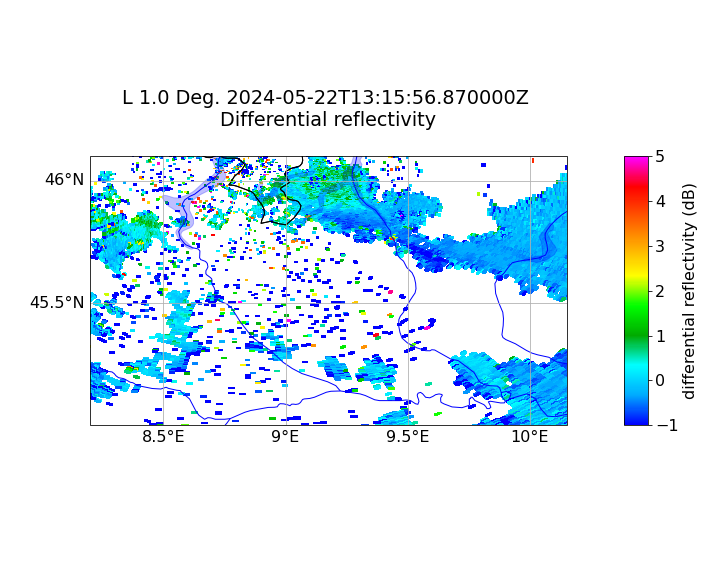 L 1.0 Deg. 2024-05-22T13:15:56.870000Z
Differential reflectivity
46°N
45.5°N
8.5°E
9°E
9.5°E
10°E
5
4
3
2
1
0
−1
differential reflectivity (dB)